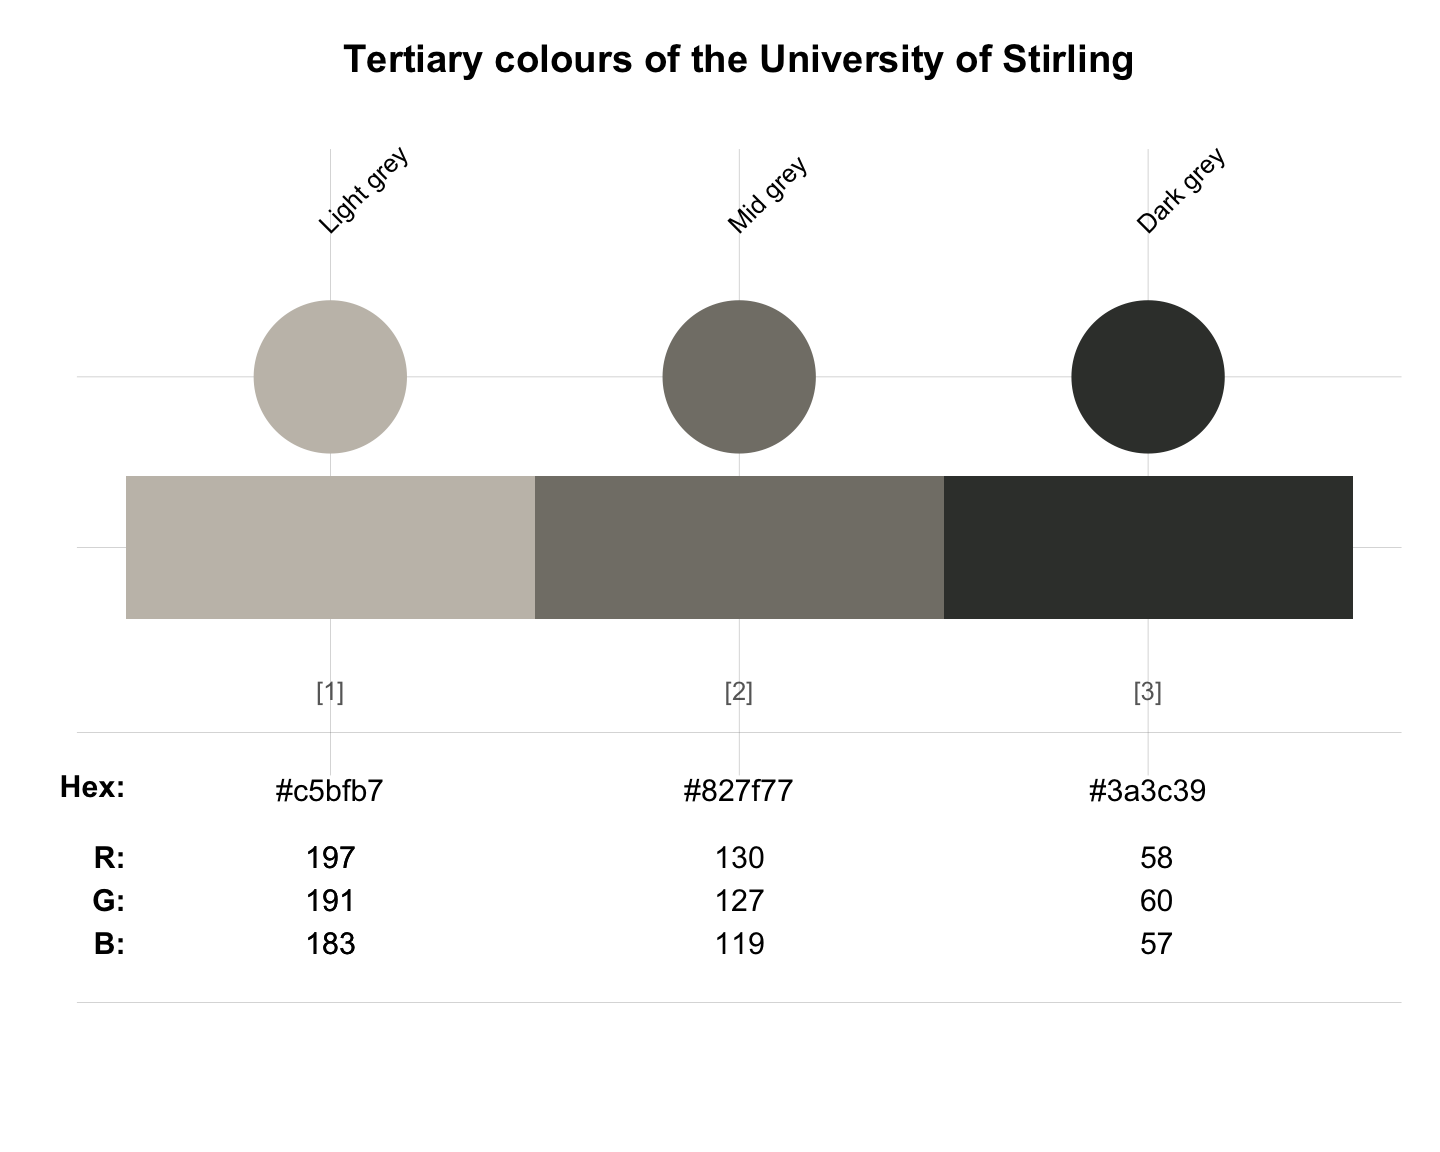 Tertiary colours of the University of Stirling
Light grey Mid grey Dark grey
[1] [2] [3]
Hex: #c5bfb7 #827f77 #3a3c39
R: 197 130 58
G: 191 127 60
B: 183 119 57